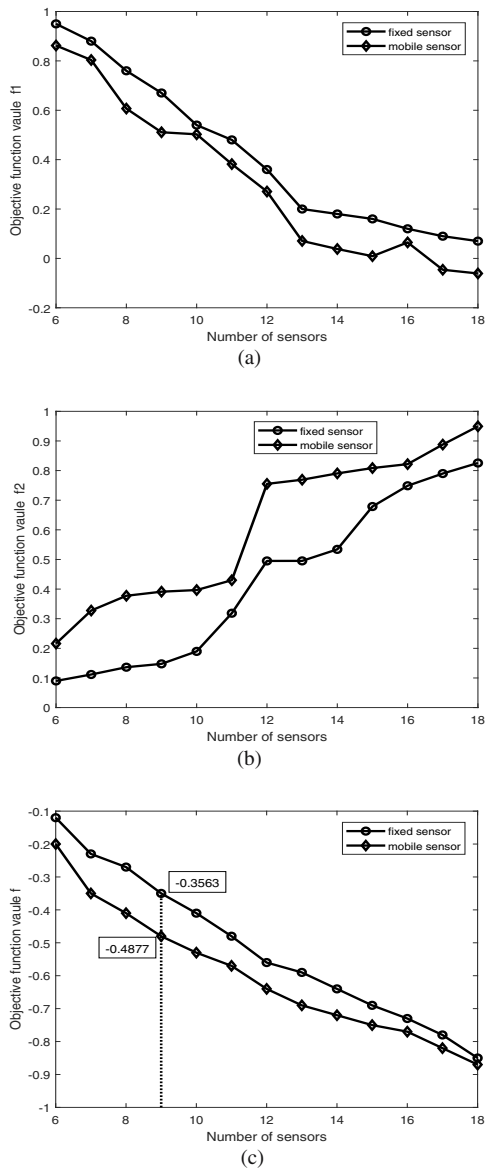 1
0.8
0.6
0.4
0.2
0
-0.2
Objective function vaule f1
fixed sensor
mobile sensor
6 8 10 12 14 16 18
Number of sensors
(a)
1
0.9
0.8
0.7
0.6
0.5
0.4
0.3
0.2
0.1
0
Objective function vaule f2
fixed sensor
mobile sensor
6 8 10 12 14 16 18
Number of sensors
(b)
-0.1
-0.2
-0.3
-0.4
-0.5
-0.6
-0.7
-0.8
-0.9
-1
Objective function vaule f
fixed sensor
mobile sensor
-0.3563
-0.4877
6 8 10 12 14 16 18
Number of sensors
(c)